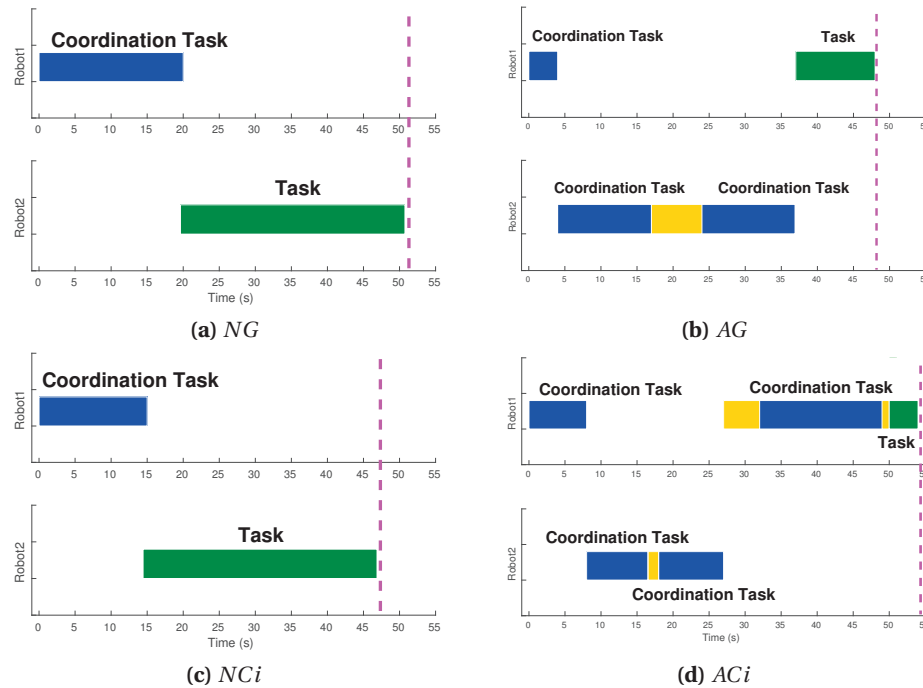 Coordination Task
Robot1
0 5 10 15 20 25 30 35 40 45 50 55
Task
Robot2
0 5 10 15 20 25 30 35 40 45 50 55
Time (s)
(a) NG
Coordination Task
Task
Robot1
0 5 10 15 20 25 30 35 40 45 50 55
Coordination Task
Coordination Task
Robot2
0 5 10 15 20 25 30 35 40 45 50 55
(b) AG
Coordination Task
Robot1
0 5 10 15 20 25 30 35 40 45 50 55
Task
Robot2
0 5 10 15 20 25 30 35 40 45 50 55
Time (s)
(c) NCi
Coordination Task
Coordination Task
Robot1
Task
0 5 10 15 20 25 30 35 40 45 50
Coordination Task
Robot2
Coordination Task
0 5 10 15 20 25 30 35 40 45 50
Time (s)
(d) ACi